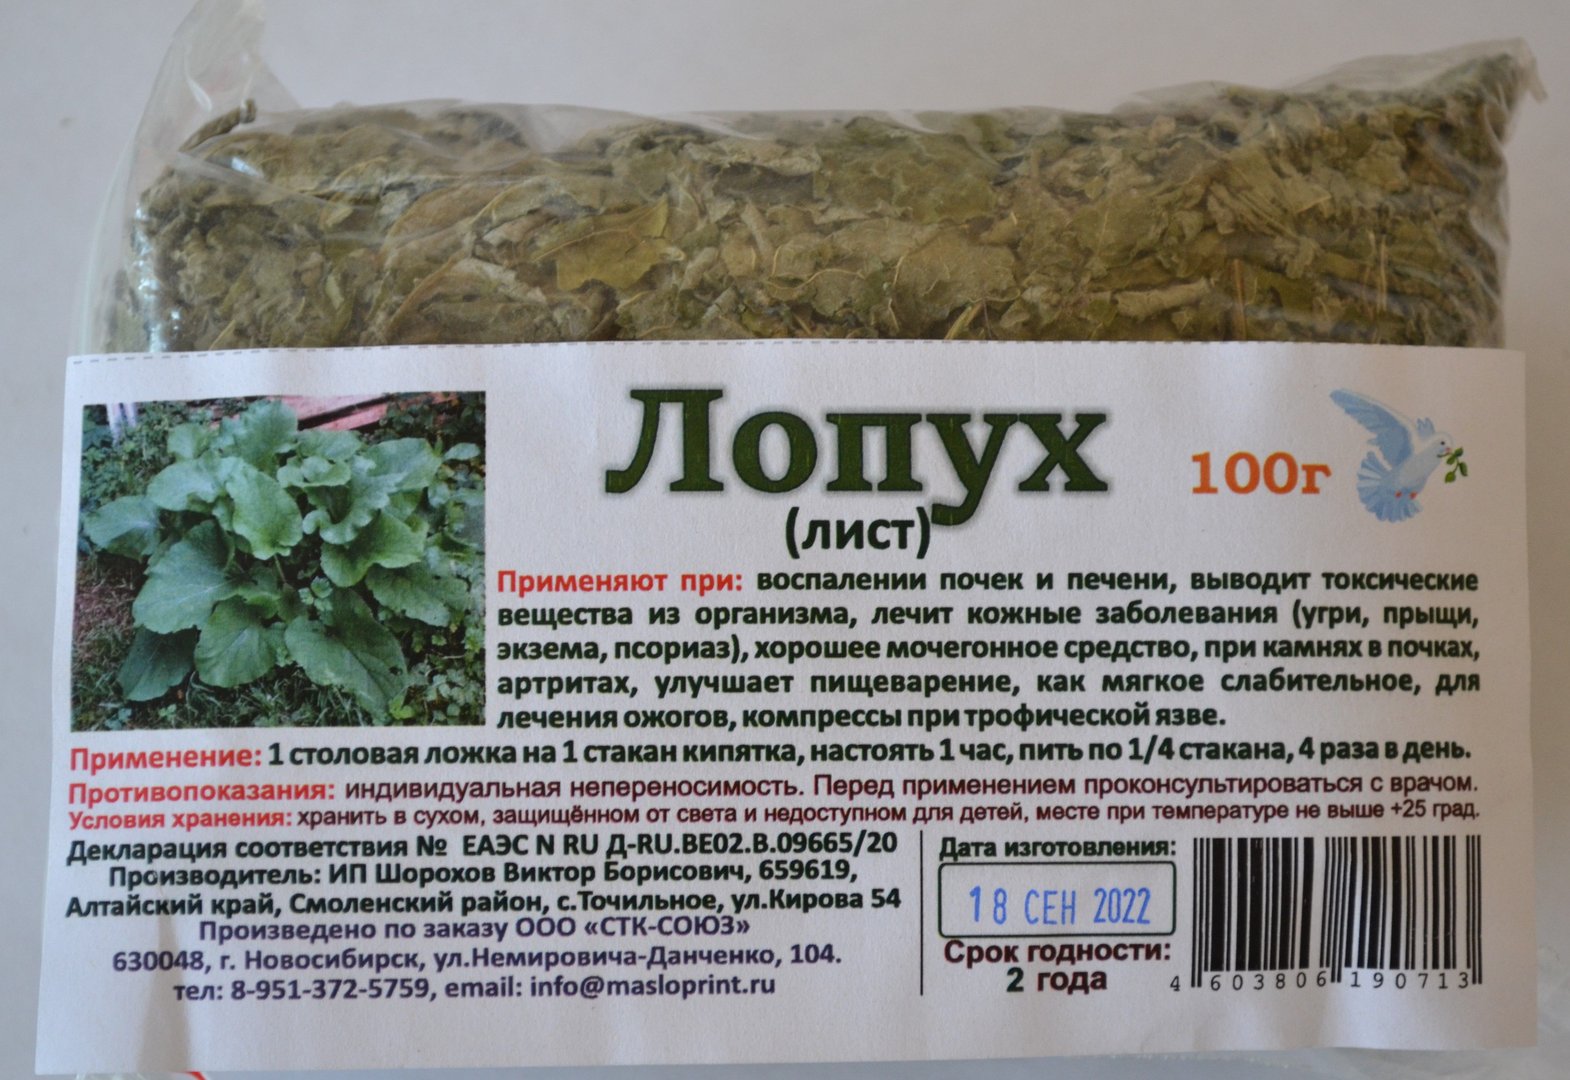 Лопух
100г
(лист)
Применяют при: воспалении почек и печени, выводит токсические
вещества из организма, лечит кожные заболевания (угри, прыщи,
экзема, псориаз), хорошее мочегонное средство, при камнях в почках,
артритах, улучшает пищеварение, как мягкое слабительное, для
лечения ожогов, компрессы при трофической язве.
Применение: 1 столовая ложка на 1 стакан кипятка, настоять 1 час, пить по 1/4 стакана, 4 раза в день.
Противопоказания: индивидуальная непереносимость. Перед применением проконсультироваться с врачом.
Условия хранения: хранить в сухом, защищённом от света и недоступном для детей, месте при температуре не выше +25 град.
Декларация соответствия № ЕАЭС N RU Д-RU.ВЕ02.В.09665/20
Производитель: ИП Шорохов Виктор Борисович, 659619,
Алтайский край, Смоленский район, с.Точильное, ул.Кирова 54
Произведено по заказу ООО «СТК-СОЮЗ»
630048, г. Новосибирск, ул.Немировича-Данченко, 104.
тел: 8-951-372-5759, email: info@masloprint.ru
Дата изготовления:
18 СЕН 2022
Срок годности:
2 года
4 603806 190713